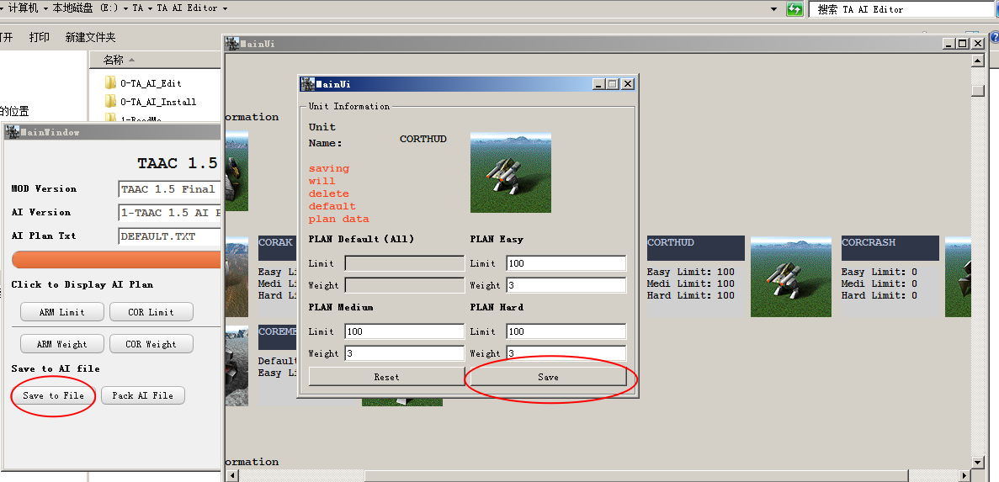 计算机 本地磁盘 (E:) TA TA AI Editor
搜索 TA AI Editor
打开 打印 新建文件夹
名称
0-TA_AI_Edit
0-TA_AI_Install
的位置
MainWindow
TAAC 1.5
MOD Version
TAAC 1.5 Final
AI Version
1-TAAC 1.5 AI
AI Plan Txt
DEFAULT.TXT
Click to Display AI Plan
ARM Limit
COR Limit
ARM Weight
COR Weight
Save to AI file
Save to File
Pack AI File
MainUi
ormation
CORAK
Easy Li
Medi Li
Hard Li
COREME
Default
Easy Li
ormation
MainUi
Unit Information
Unit
Name:
CORTHUD
saving
will
delete
default
plan data
PLAN Default (All)
PLAN Easy
Limit
Limit
100
Weight
Weight
3
PLAN Medium
PLAN Hard
Limit
100
Limit
100
Weight
3
Weight
3
Reset
Save
CORTHUD
Easy Limit: 100
Medi Limit: 100
Hard Limit: 100
CORCRASH
Easy Limit: 0
Medi Limit: 0
Hard Limit: 0